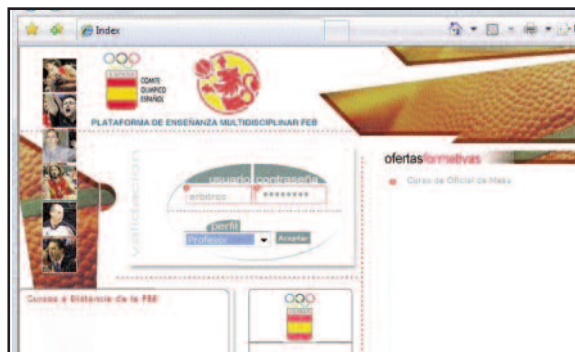 Index
COMITE
OLIMPICO
ESPAÑOL
PLATAFORMA DE ENSEÑANZA MULTIDISCIPLINAR FEB
validación
usuario contraseña
arbitros ********
perfil
Profesor Aceptar
ofertasformativas
Curso de Oficial de Mesa
Cursos a Distancia de la FEB